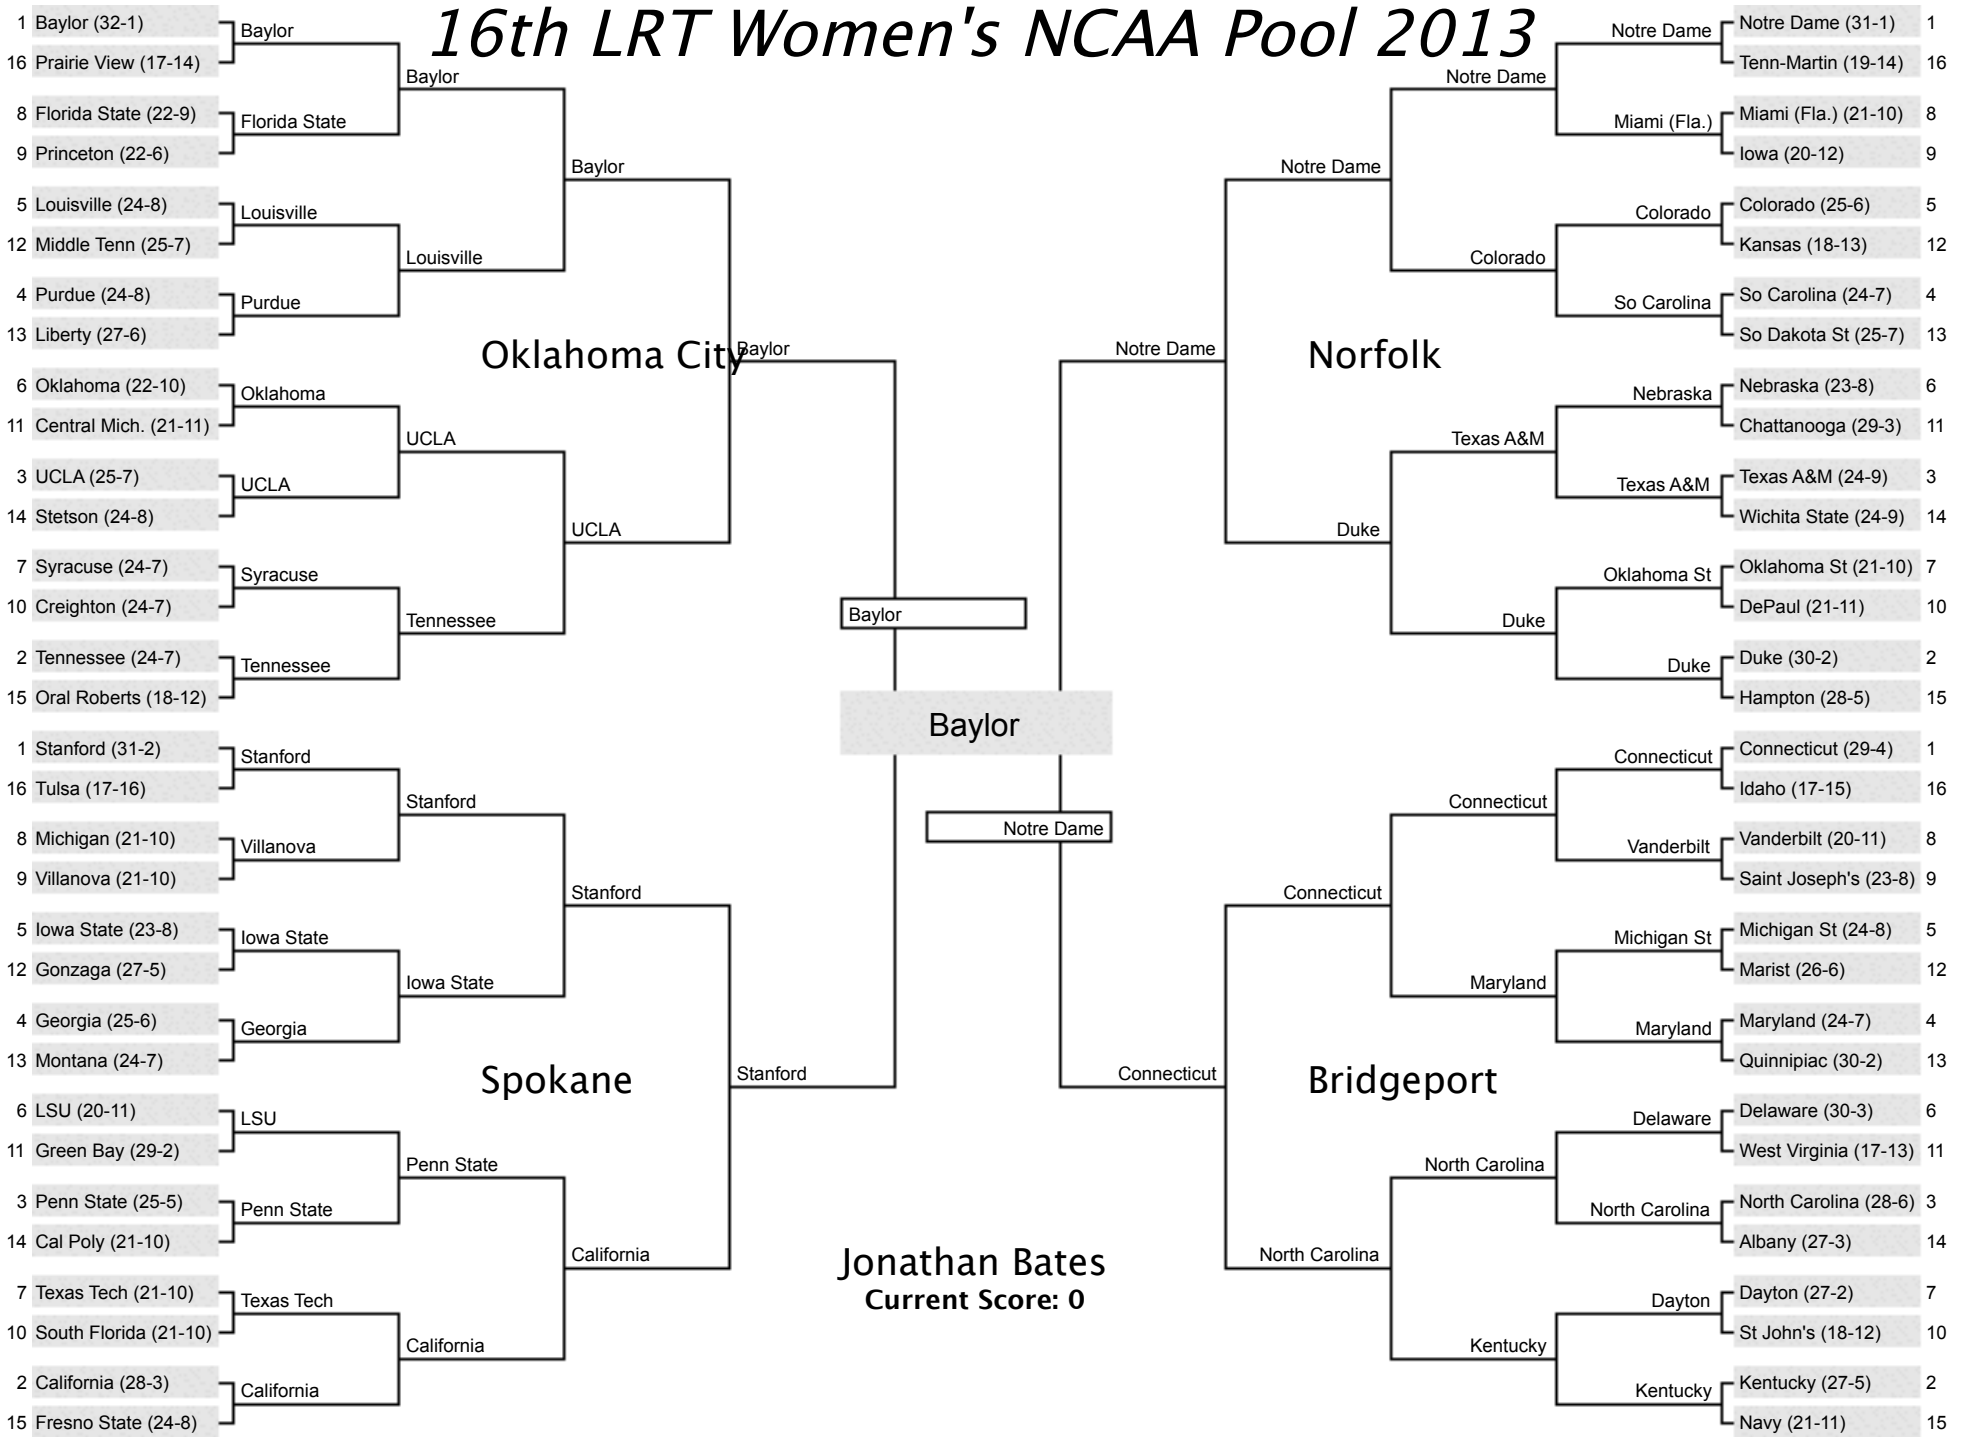 16th LRT Women's NCAA Pool 2013
1 Baylor (32-1)
16 Prairie View (17-14)
8 Florida State (22-9)
9 Princeton (22-6)
5 Louisville (24-8)
12 Middle Tenn (25-7)
4 Purdue (24-8)
13 Liberty (27-6)
6 Oklahoma (22-10)
11 Central Mich. (21-11)
3 UCLA (25-7)
14 Stetson (24-8)
7 Syracuse (24-7)
10 Creighton (24-7)
2 Tennessee (24-7)
15 Oral Roberts (18-12)
1 Stanford (31-2)
16 Tulsa (17-16)
8 Michigan (21-10)
9 Villanova (21-10)
5 Iowa State (23-8)
12 Gonzaga (27-5)
4 Georgia (25-6)
13 Montana (24-7)
6 LSU (20-11)
11 Green Bay (29-2)
3 Penn State (25-5)
14 Cal Poly (21-10)
7 Texas Tech (21-10)
10 South Florida (21-10)
2 California (28-3)
15 Fresno State (24-8)
Baylor
Florida State
Louisville
Purdue
Oklahoma
UCLA
Syracuse
Tennessee
Stanford
Villanova
Iowa State
Georgia
LSU
Penn State
Texas Tech
California
Baylor
Louisville
UCLA
Tennessee
Stanford
Iowa State
Penn State
California
Baylor
UCLA
Stanford
California
Oklahoma City
Spokane
Baylor
Stanford
Baylor
Baylor
Notre Dame
Jonathan Bates
Current Score: 0
Notre Dame
Connecticut
Norfolk
Bridgeport
Notre Dame
Duke
Connecticut
North Carolina
Notre Dame
Colorado
Texas A&M
Duke
Connecticut
Maryland
North Carolina
Kentucky
Notre Dame
Miami (Fla.)
Colorado
So Carolina
Nebraska
Texas A&M
Oklahoma St
Duke
Connecticut
Vanderbilt
Michigan St
Maryland
Delaware
North Carolina
Dayton
Kentucky
Notre Dame (31-1) 1
Tenn-Martin (19-14) 16
Miami (Fla.) (21-10) 8
Iowa (20-12) 9
Colorado (25-6) 5
Kansas (18-13) 12
So Carolina (24-7) 4
So Dakota St (25-7) 13
Nebraska (23-8) 6
Chattanooga (29-3) 11
Texas A&M (24-9) 3
Wichita State (24-9) 14
Oklahoma St (21-10) 7
DePaul (21-11) 10
Duke (30-2) 2
Hampton (28-5) 15
Connecticut (29-4) 1
Idaho (17-15) 16
Vanderbilt (20-11) 8
Saint Joseph's (23-8) 9
Michigan St (24-8) 5
Marist (26-6) 12
Maryland (24-7) 4
Quinnipiac (30-2) 13
Delaware (30-3) 6
West Virginia (17-13) 11
North Carolina (28-6) 3
Albany (27-3) 14
Dayton (27-2) 7
St John's (18-12) 10
Kentucky (27-5) 2
Navy (21-11) 15